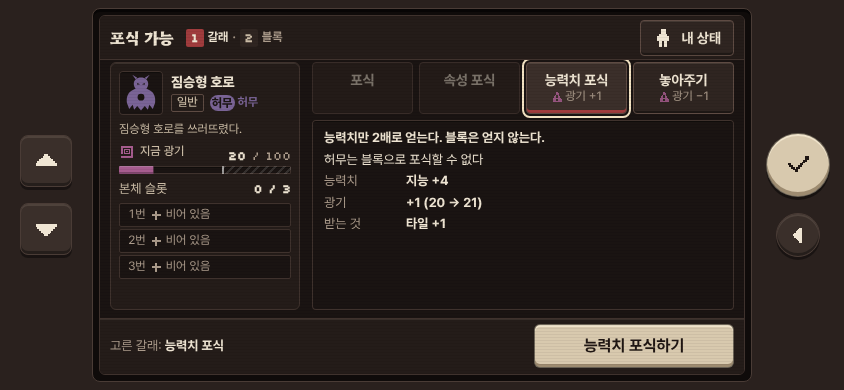 포식 가능 1 갈래 · 2 블록
내 상태
짐승형 호로
일반 허무 허무
짐승형 호로를 쓰러뜨렸다.
지금 광기 20 / 100
본체 슬롯 0 / 3
1번 + 비어 있음
2번 + 비어 있음
3번 + 비어 있음
포식
속성 포식
능력치 포식
광기 +1
놓아주기
광기 −1
능력치만 2배로 얻는다. 블록은 얻지 않는다.
허무는 블록으로 포식할 수 없다
능력치 지능 +4
광기 +1 (20 → 21)
받는 것 타일 +1
고른 갈래: 능력치 포식
능력치 포식하기